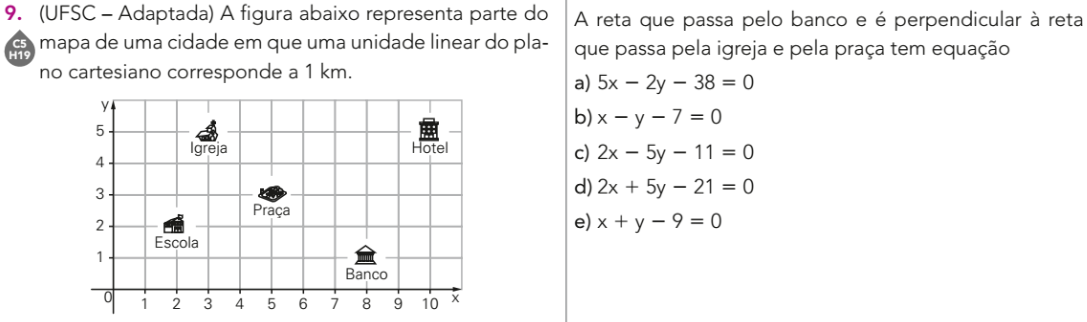 9. (UFSC – Adaptada) A figura abaixo representa parte do
C5
H19
mapa de uma cidade em que uma unidade linear do pla-
no cartesiano corresponde a 1 km.
y
5
Igreja
Hotel
4
3
Praça
2
Escola
1
Banco
0 1 2 3 4 5 6 7 8 9 10 x
A reta que passa pelo banco e é perpendicular à reta
que passa pela igreja e pela praça tem equação
a) 5x – 2y – 38 = 0
b) x – y – 7 = 0
c) 2x – 5y – 11 = 0
d) 2x + 5y – 21 = 0
e) x + y – 9 = 0